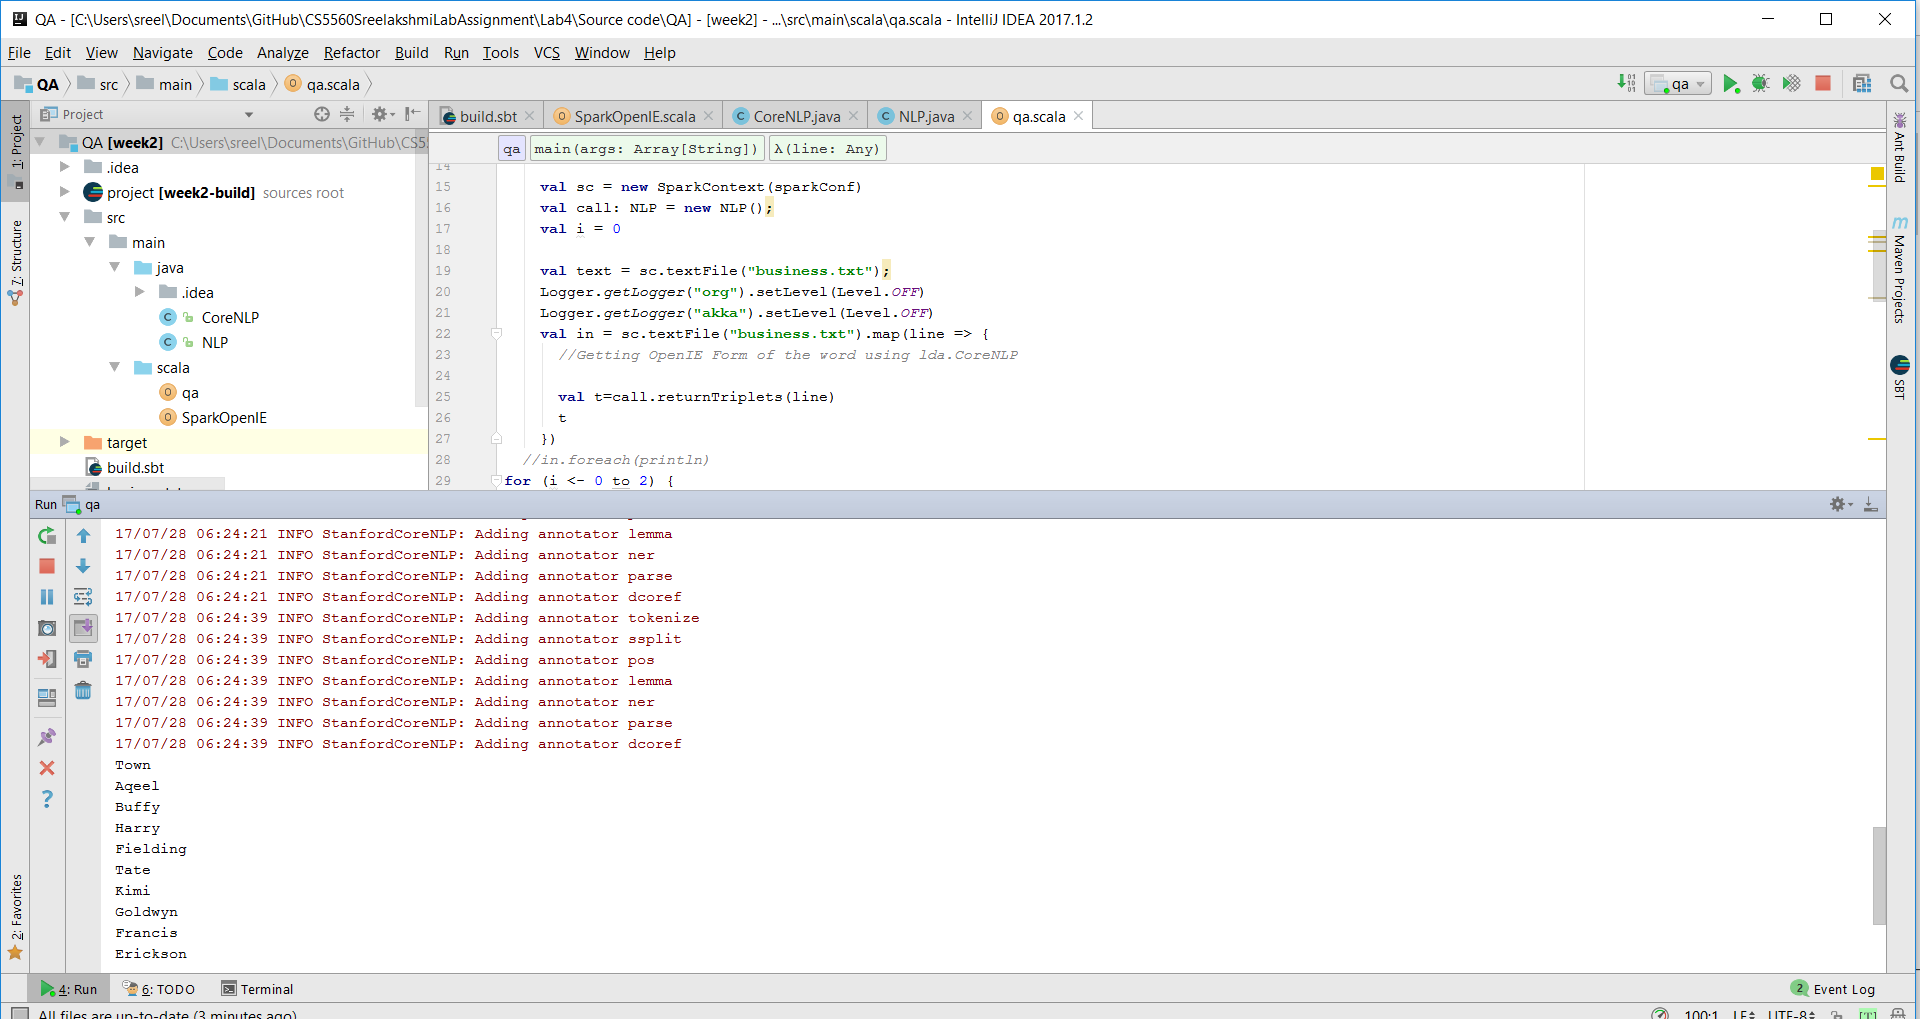 QA - [C:\Users\sreel\Documents\GitHub\CS5560SreelakshmiLabAssignment\Lab4\Source code\QA] - [week2] - ...\src\main\scala\qa.scala - IntelliJ IDEA 2017.1.2
File Edit View Navigate Code Analyze Refactor Build Run Tools VCS Window Help
QA src main scala qa.scala
qa
Project
build.sbt SparkOpenIE.scala CoreNLP.java NLP.java qa.scala
1: Project
7: Structure
2: Favorites
QA [week2] C:\Users\sreel\Documents\GitHub\CS5
.idea
project [week2-build] sources root
src
main
java
.idea
CoreNLP
NLP
scala
qa
SparkOpenIE
target
build.sbt
qa main(args: Array[String]) λ(line: Any)
14
15 val sc = new SparkContext(sparkConf)
16 val call: NLP = new NLP();
17 val i = 0
18
19 val text = sc.textFile("business.txt");
20 Logger.getLogger("org").setLevel(Level.OFF)
21 Logger.getLogger("akka").setLevel(Level.OFF)
22 val in = sc.textFile("business.txt").map(line => {
23 //Getting OpenIE Form of the word using lda.CoreNLP
24
25 val t=call.returnTriplets(line)
26 t
27 })
28 //in.foreach(println)
29 for (i <- 0 to 2) {
Ant Build
Maven Projects
SBT
Run qa
17/07/28 06:24:21 INFO StanfordCoreNLP: Adding annotator lemma
17/07/28 06:24:21 INFO StanfordCoreNLP: Adding annotator ner
17/07/28 06:24:21 INFO StanfordCoreNLP: Adding annotator parse
17/07/28 06:24:21 INFO StanfordCoreNLP: Adding annotator dcoref
17/07/28 06:24:39 INFO StanfordCoreNLP: Adding annotator tokenize
17/07/28 06:24:39 INFO StanfordCoreNLP: Adding annotator ssplit
17/07/28 06:24:39 INFO StanfordCoreNLP: Adding annotator pos
17/07/28 06:24:39 INFO StanfordCoreNLP: Adding annotator lemma
17/07/28 06:24:39 INFO StanfordCoreNLP: Adding annotator ner
17/07/28 06:24:39 INFO StanfordCoreNLP: Adding annotator parse
17/07/28 06:24:39 INFO StanfordCoreNLP: Adding annotator dcoref
Town
Aqeel
Buffy
Harry
Fielding
Tate
Kimi
Goldwyn
Francis
Erickson
4: Run 6: TODO Terminal 2 Event Log
All files are up-to-date (3 minutes ago) 100:1 LF UTF-8 [T]